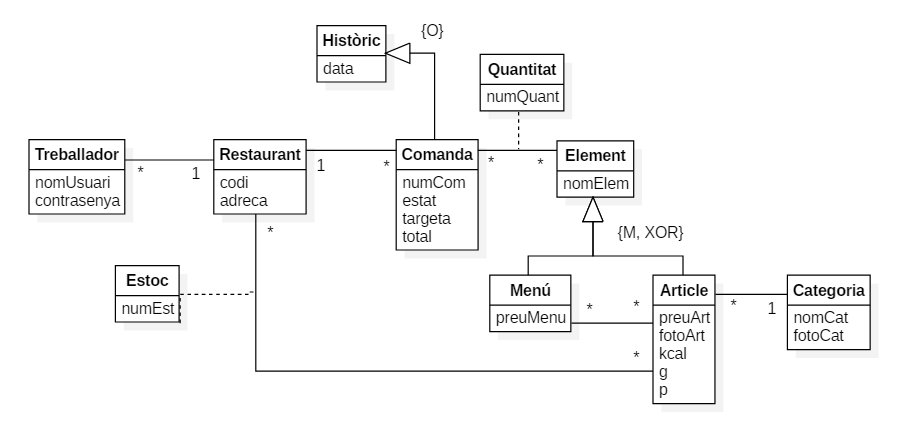 Històric
data
{O}
Quantitat
numQuant
Treballador
nomUsuari
contrasenya
*
1
Restaurant
codi
adreca
1
*
*
Comanda
numCom
estat
targeta
total
*
*
Element
nomElem
{M, XOR}
Estoc
numEst
Menú
preuMenu
*
*
Article
preuArt
fotoArt
kcal
g
p
*
*
1
Categoria
nomCat
fotoCat